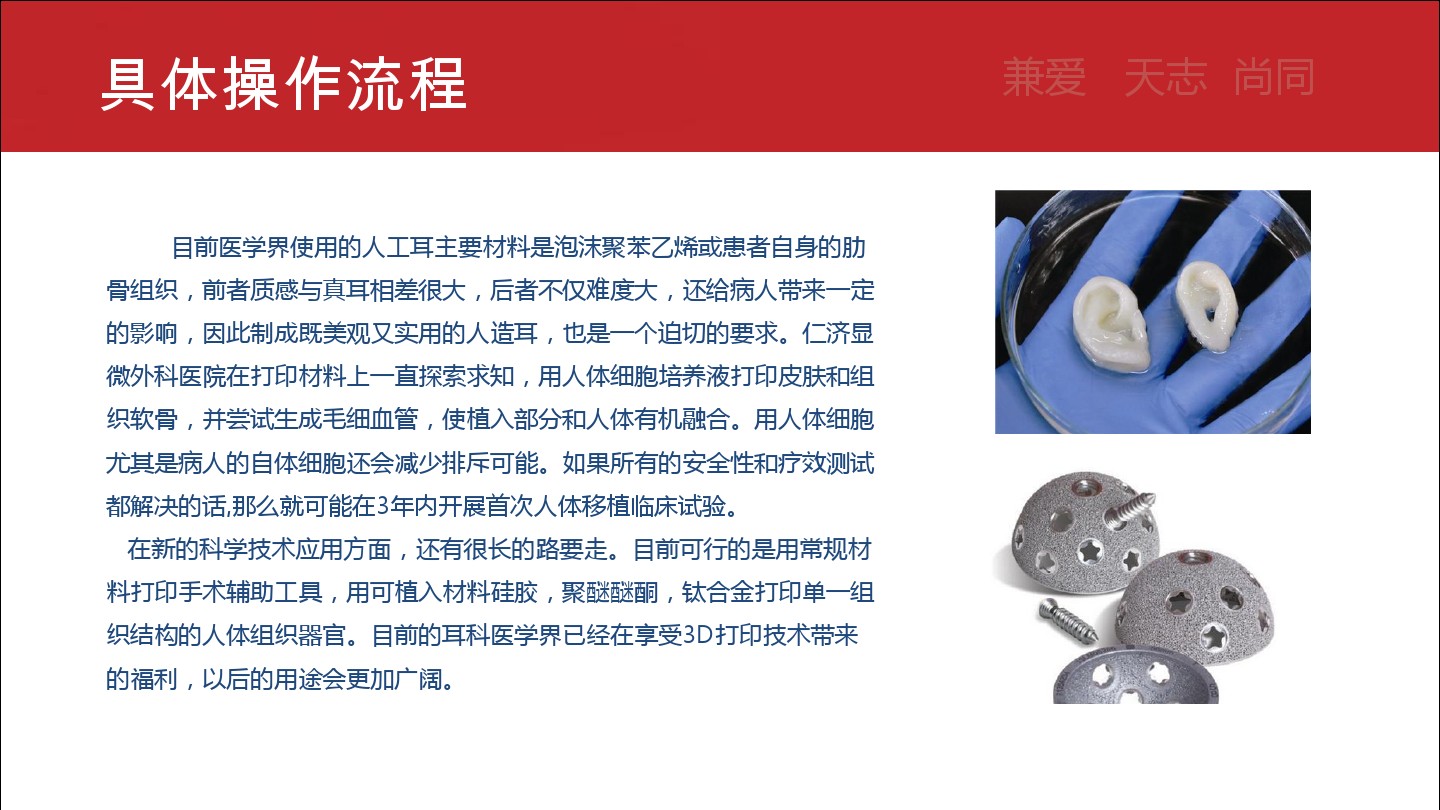 具体操作流程
兼爱 天志 尚同
目前医学界使用的人工耳主要材料是泡沫聚苯乙烯或患者自身的肋
骨组织，前者质感与真耳相差很大，后者不仅难度大，还给病人带来一定
的影响，因此制成既美观又实用的人造耳，也是一个迫切的要求。仁济显
微外科医院在打印材料上一直探索求知，用人体细胞培养液打印皮肤和组
织软骨，并尝试生成毛细血管，使植入部分和人体有机融合。用人体细胞
尤其是病人的自体细胞还会减少排斥可能。如果所有的安全性和疗效测试
都解决的话,那么就可能在3年内开展首次人体移植临床试验。
在新的科学技术应用方面，还有很长的路要走。目前可行的是用常规材
料打印手术辅助工具，用可植入材料硅胶，聚醚醚酮，钛合金打印单一组
织结构的人体组织器官。目前的耳科医学界已经在享受3D打印技术带来
的福利，以后的用途会更加广阔。